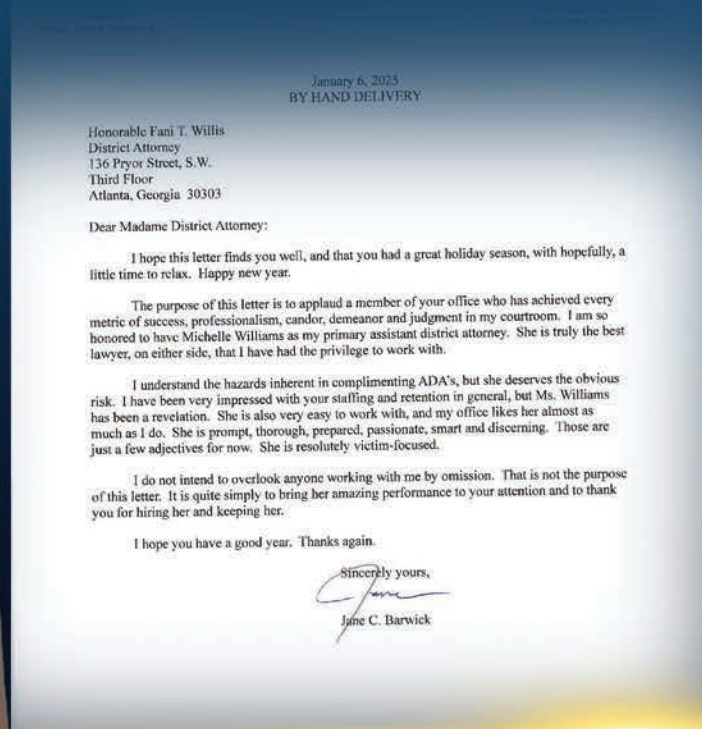 January 6, 2025
BY HAND DELIVERY
Honorable Fani T. Willis
District Attorney
136 Pryor Street, S.W.
Third Floor
Atlanta, Georgia 30303
Dear Madame District Attorney:
I hope this letter finds you well, and that you had a great holiday season, with hopefully, a
little time to relax. Happy new year.
The purpose of this letter is to applaud a member of your office who has achieved every
metric of success, professionalism, candor, demeanor and judgment in my courtroom. I am so
honored to have Michelle Williams as my primary assistant district attorney. She is truly the best
lawyer, on either side, that I have had the privilege to work with.
I understand the hazards inherent in complimenting ADA's, but she deserves the obvious
risk. I have been very impressed with your staffing and retention in general, but Ms. Williams
has been a revelation. She is also very easy to work with, and my office likes her almost as
much as I do. She is prompt, thorough, prepared, passionate, smart and discerning. Those are
just a few adjectives for now. She is resolutely victim-focused.
I do not intend to overlook anyone working with me by omission. That is not the purpose
of this letter. It is quite simply to bring her amazing performance to your attention and to thank
you for hiring her and keeping her.
I hope you have a good year. Thanks again.
Sincerely yours,
Jane
Jane C. Barwick